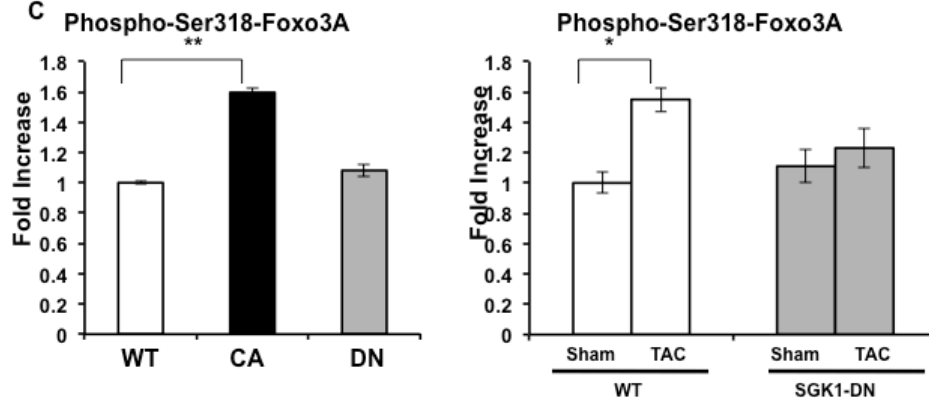 C
Phospho-Ser318-Foxo3A
**
Fold Increase
1.8
1.6
1.4
1.2
1
0.8
0.6
0.4
0.2
0
WT CA DN
Phospho-Ser318-Foxo3A
*
Fold Increase
1.8
1.6
1.4
1.2
1
0.8
0.6
0.4
0.2
0
Sham TAC Sham TAC
WT SGK1-DN